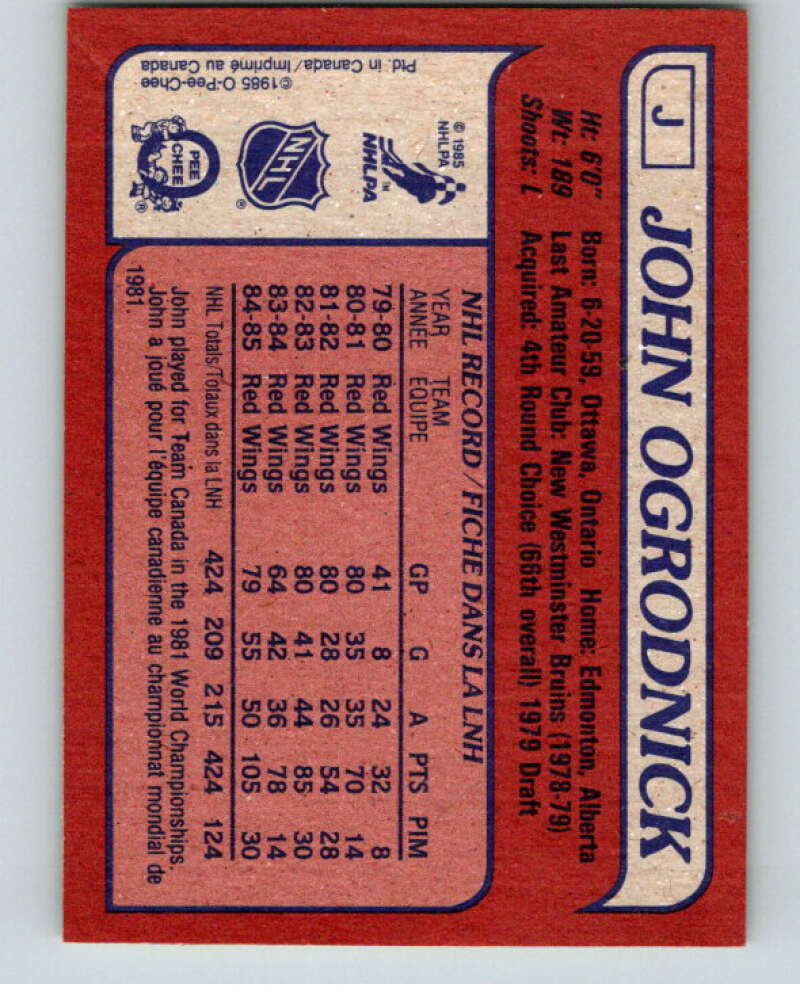 J
JOHN OGRODNICK
Ht: 6'0" Born: 6-20-59, Ottawa, Ontario Home: Edmonton, Alberta
Wt: 189 Last Amateur Club: New Westminster Bruins (1978-79)
Shoots: L Acquired: 4th Round Choice (66th overall) 1979 Draft
NHL RECORD/FICHE DANS LA LNH
YEAR TEAM
ANNÉE ÉQUIPE GP G A PTS PIM
79-80 Red Wings 41 8 24 32 8
80-81 Red Wings 80 35 35 70 14
81-82 Red Wings 80 28 26 54 28
82-83 Red Wings 80 41 44 85 30
83-84 Red Wings 64 42 36 78 14
84-85 Red Wings 79 55 50 105 30
NHL Totals/Totaux dans la LNH 424 209 215 424 124
John played for Team Canada in the 1981 World Championships.
John a joué pour l'équipe canadienne au championnat mondial de
1981.
© 1985
NHLPA
NHLPA™
NHL®
O
PEE
CHEE®
©1985 O-Pee-Chee
Ptd. in Canada/Imprimé au Canada